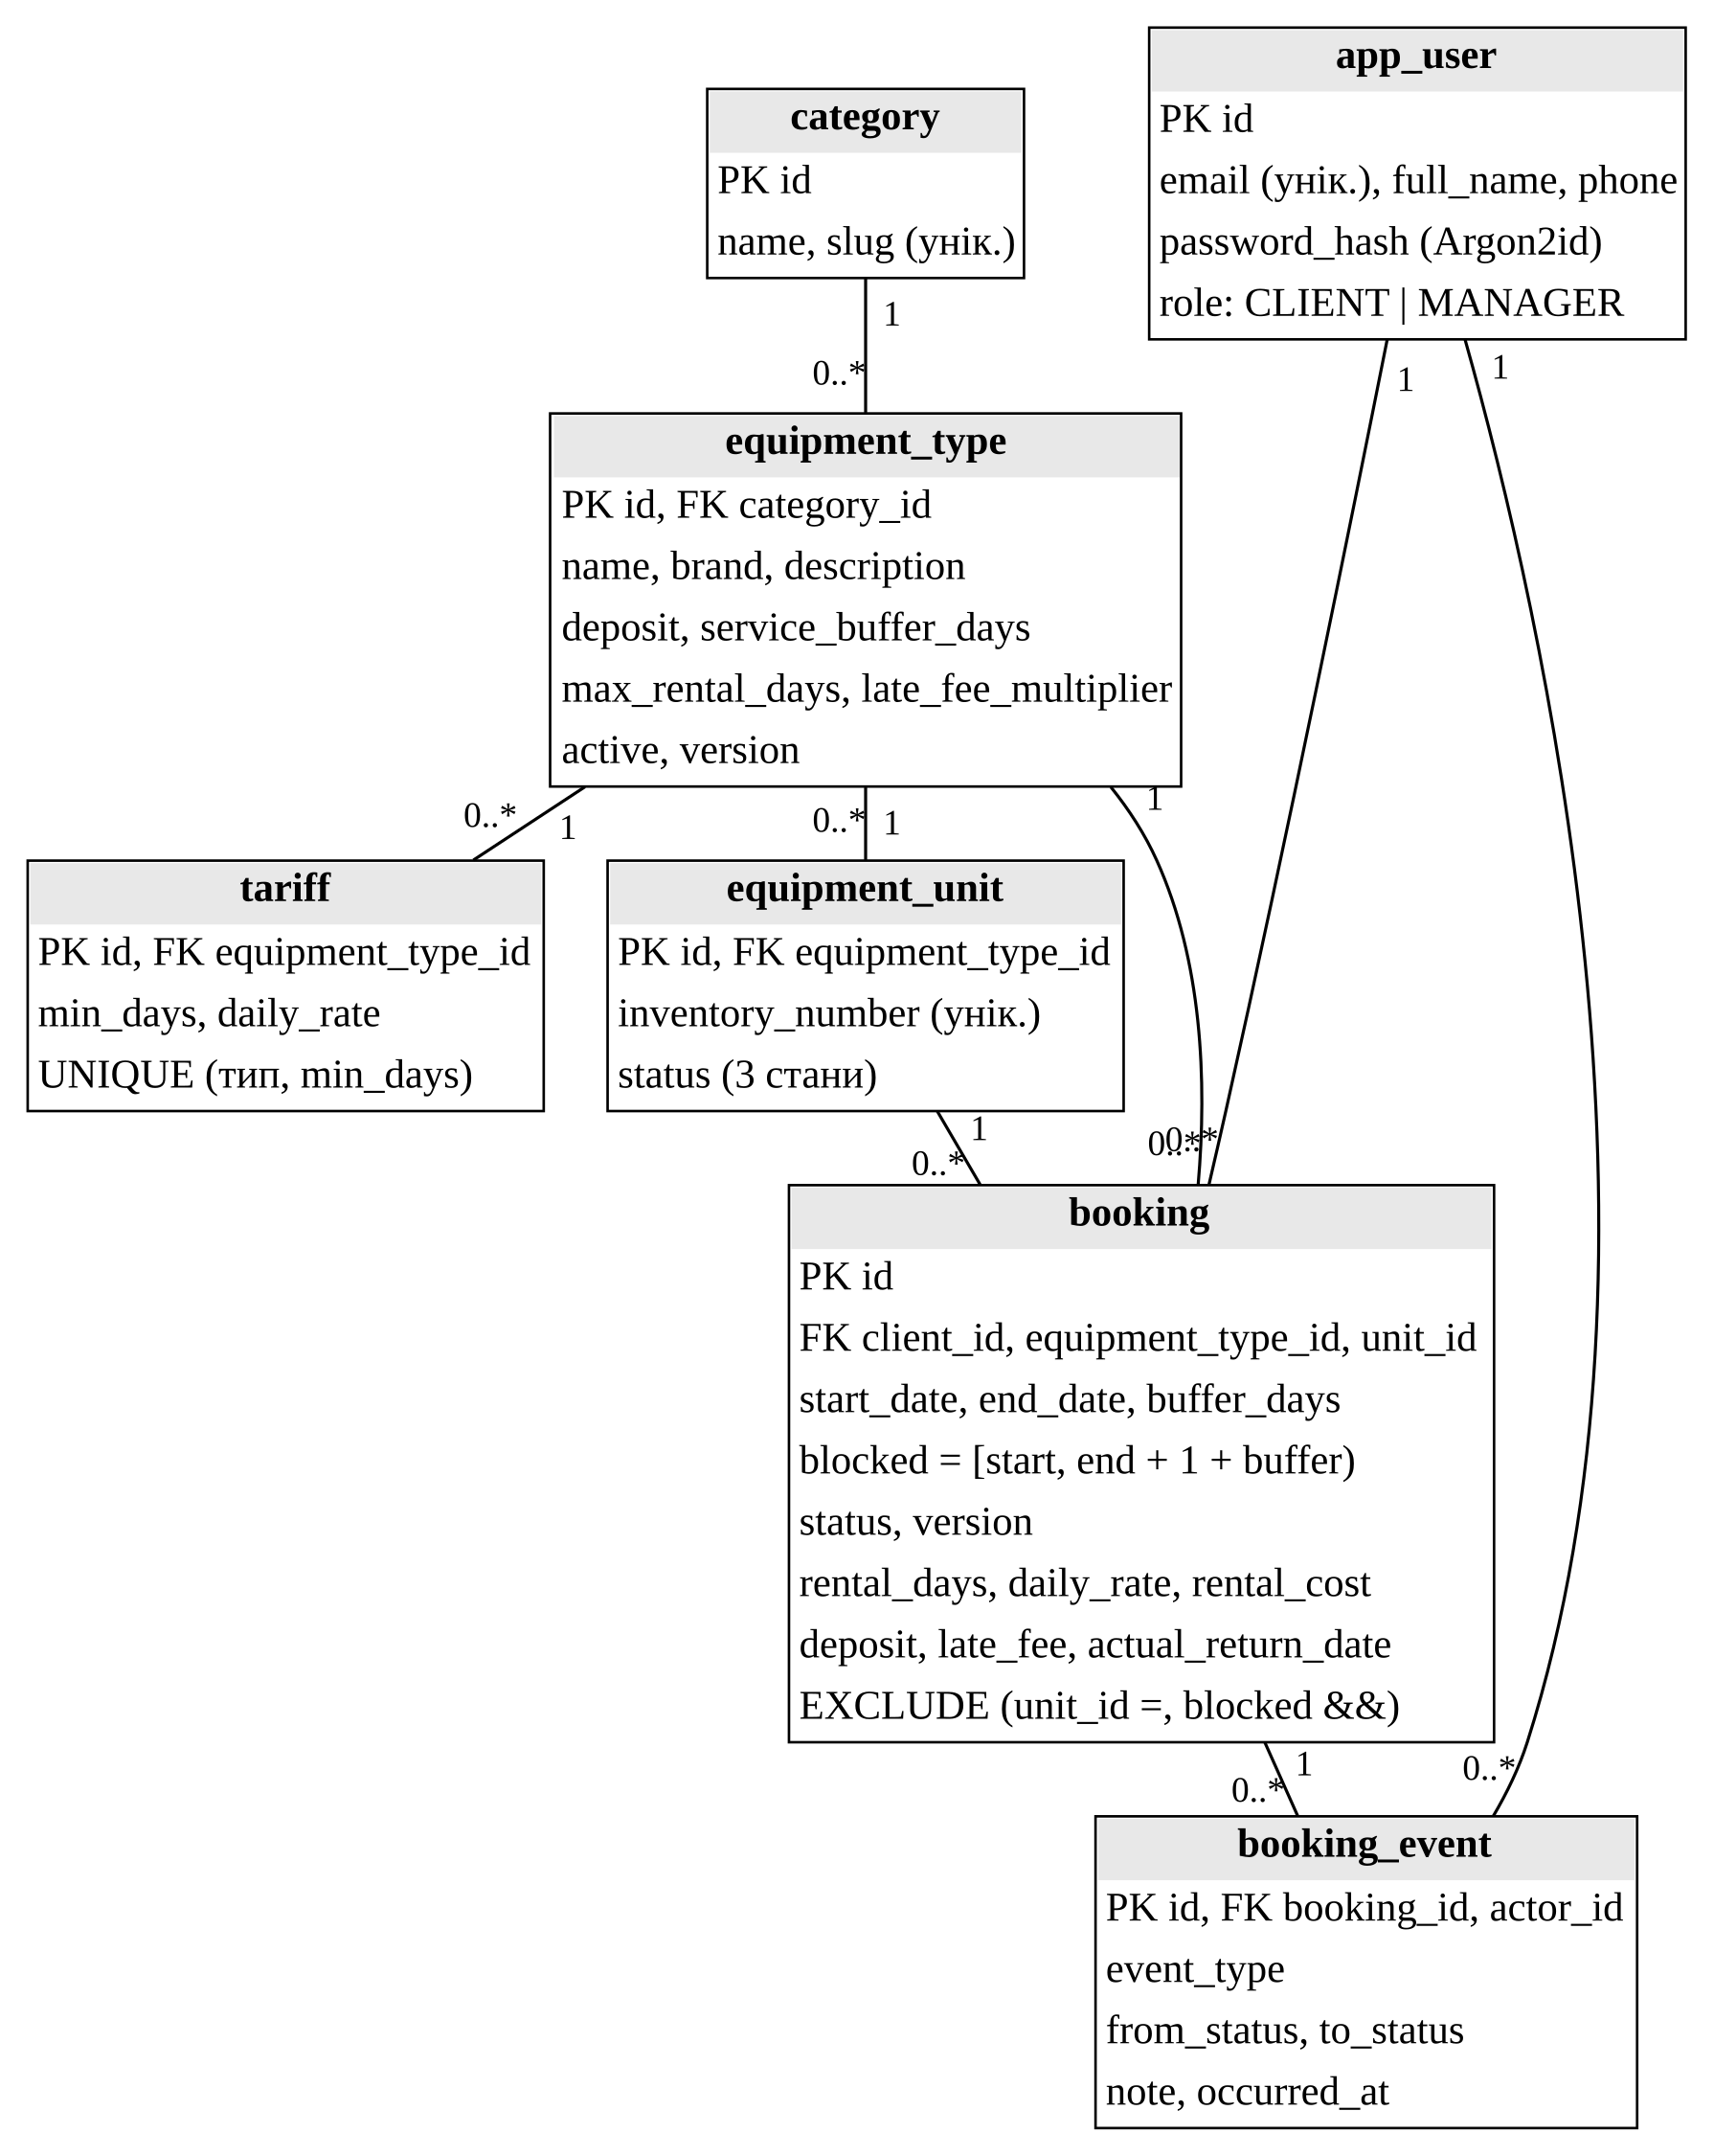 app_user
PK id
email (унік.), full_name, phone
password_hash (Argon2id)
role: CLIENT | MANAGER
category
PK id
name, slug (унік.)
1
0..*
1
1
equipment_type
PK id, FK category_id
name, brand, description
deposit, service_buffer_days
max_rental_days, late_fee_multiplier
active, version
0..*
1
0..*
1
1
tariff
PK id, FK equipment_type_id
min_days, daily_rate
UNIQUE (тип, min_days)
equipment_unit
PK id, FK equipment_type_id
inventory_number (унік.)
status (3 стани)
1
0..*
0..*
0..*
booking
PK id
FK client_id, equipment_type_id, unit_id
start_date, end_date, buffer_days
blocked = [start, end + 1 + buffer)
status, version
rental_days, daily_rate, rental_cost
deposit, late_fee, actual_return_date
EXCLUDE (unit_id =, blocked &&)
1
0..*
0..*
booking_event
PK id, FK booking_id, actor_id
event_type
from_status, to_status
note, occurred_at